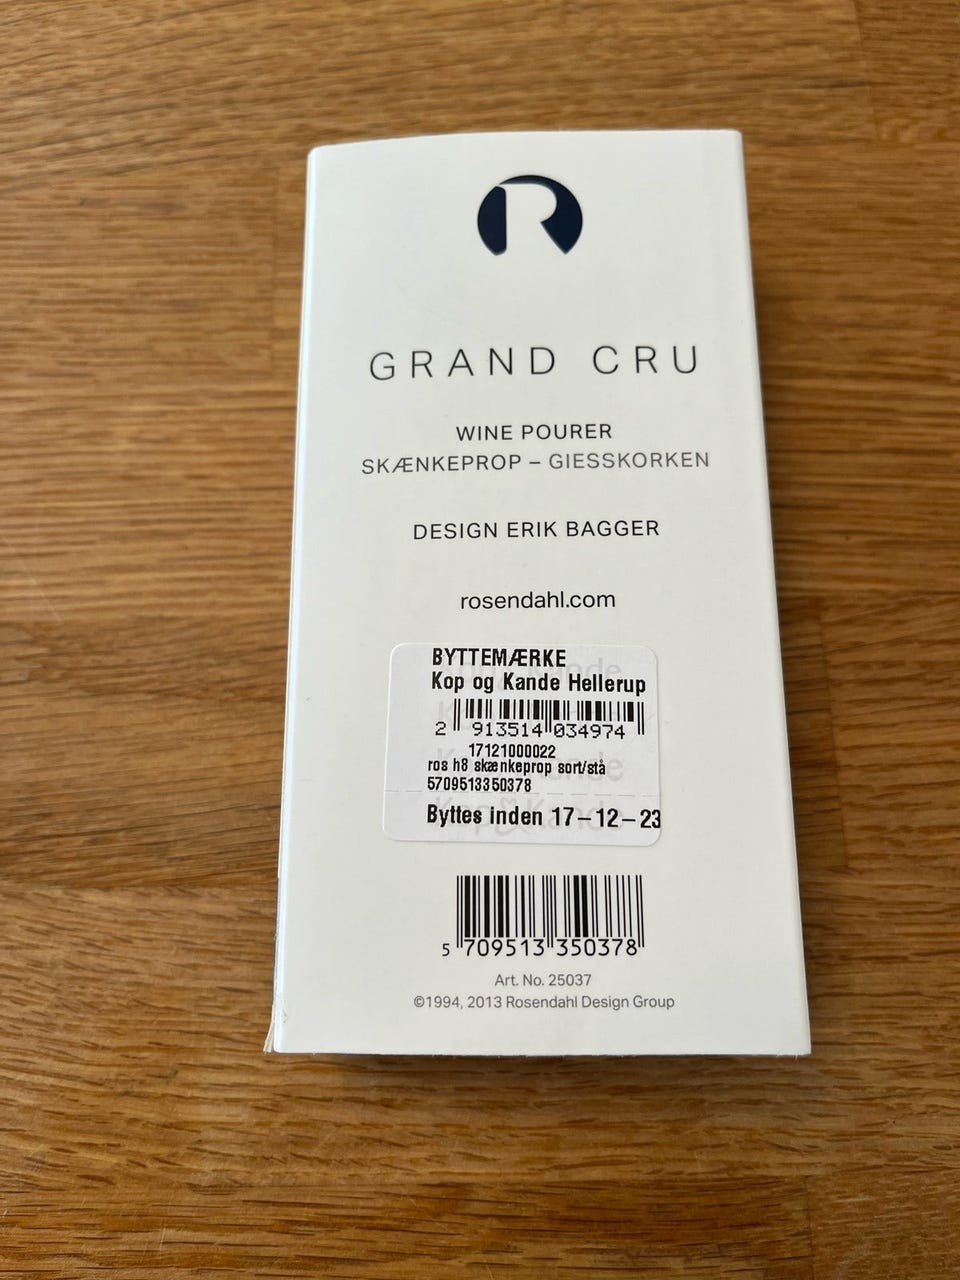 R
GRAND CRU
WINE POURER
SKÆNKEPROP – GIESSKORKEN
DESIGN ERIK BAGGER
rosendahl.com
BYTTEMÆRKE
Kop og Kande Hellerup
2 913514 034974
17121000022
ros h8 skænkeprop sort/stå
5709513350378
Byttes inden 17-12-23
5 709513 350378
Art. No. 25037
©1994, 2013 Rosendahl Design Group